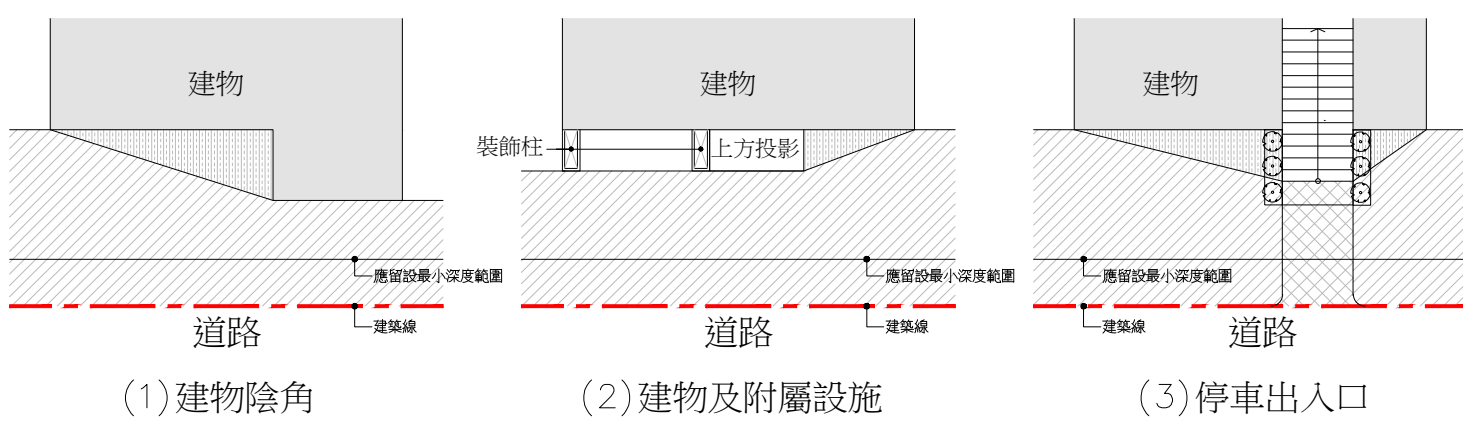 建物
應留設最小深度範圍
建築線
道路
(1)建物陰角
建物
裝飾柱
上方投影
應留設最小深度範圍
建築線
道路
(2)建物及附屬設施
建物
應留設最小深度範圍
建築線
道路
(3)停車出入口